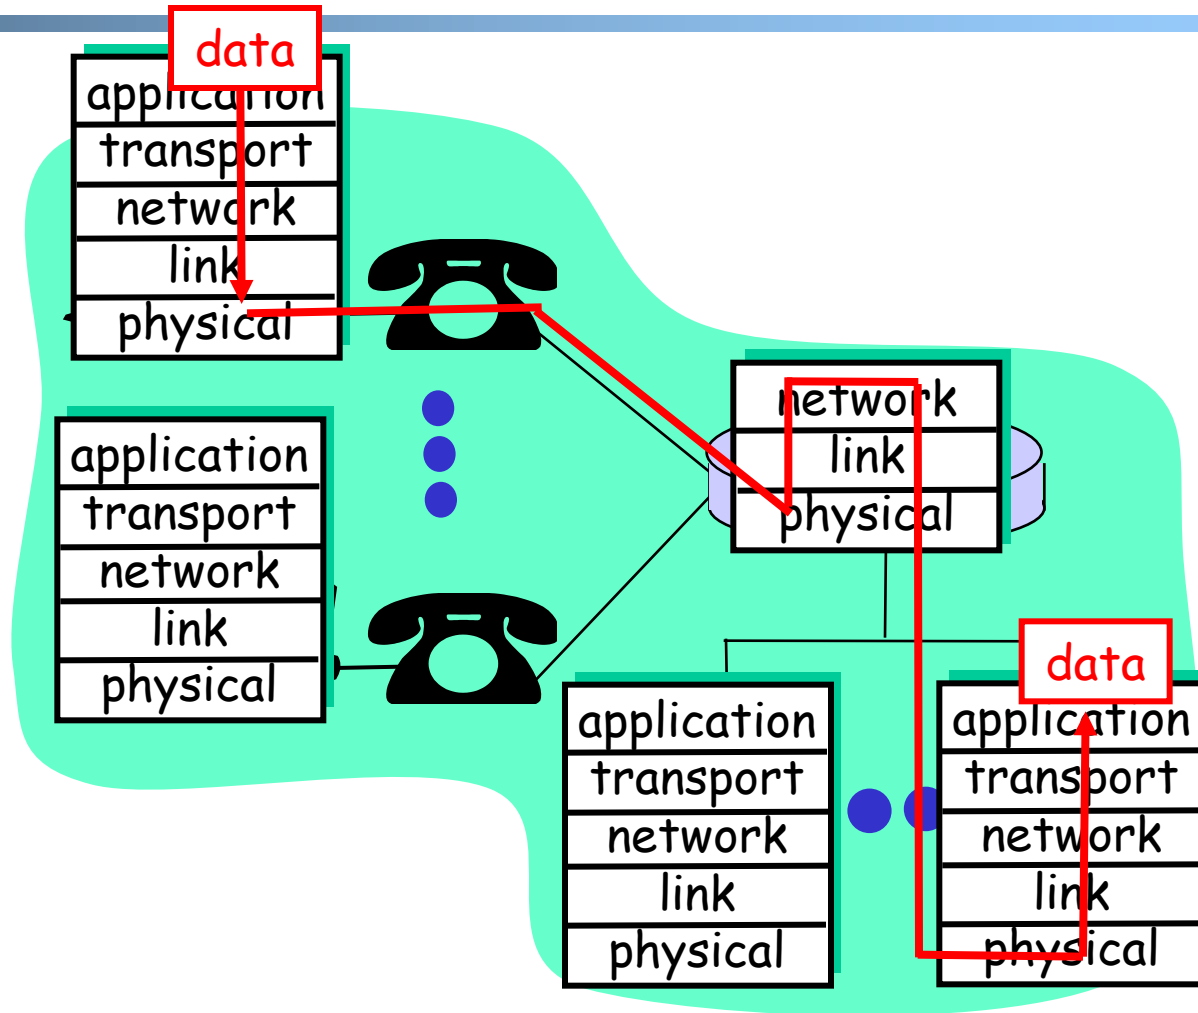 data
application
transport
network
link
physical
application
transport
network
link
physical
network
link
physical
data
application
transport
network
link
physical
application
transport
network
link
physical